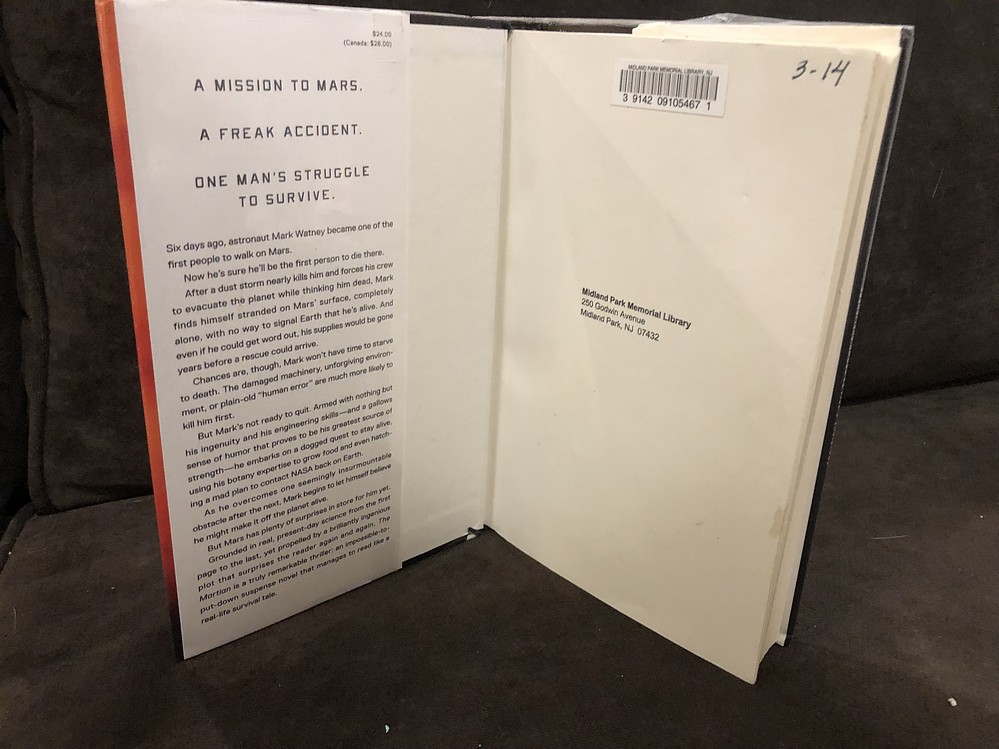 $24.00
(Canada: $28.00)
A MISSION TO MARS.
A FREAK ACCIDENT.
ONE MAN'S STRUGGLE
TO SURVIVE.
Six days ago, astronaut Mark Watney became one of the
first people to walk on Mars.
Now he's sure he'll be the first person to die there.
After a dust storm nearly kills him and forces his crew
to evacuate the planet while thinking him dead, Mark
finds himself stranded on Mars' surface, completely
alone, with no way to signal Earth that he's alive. And
even if he could get word out, his supplies would be gone
years before a rescue could arrive.
Chances are, though, Mark won't have time to starve
to death. The damaged machinery, unforgiving environ-
ment, or plain-old "human error" are much more likely to
kill him first.
But Mark's not ready to quit. Armed with nothing but
his ingenuity and his engineering skills—and a gallows
sense of humor that proves to be his greatest source of
strength—he embarks on a dogged quest to stay alive,
using his botany expertise to grow food and even hatch-
ing a mad plan to contact NASA back on Earth.
As he overcomes one seemingly insurmountable
obstacle after the next, Mark begins to let himself believe
he might make it off the planet alive.
But Mars has plenty of surprises in store for him yet.
Grounded in real, present-day science from the first
page to the last, yet propelled by a brilliantly ingenious
plot that surprises the reader again and again, The
Martian is a truly remarkable thriller: an impossible-to-
put-down suspense novel that manages to read like a
real-life survival tale.
MIDLAND PARK MEMORIAL LIBRARY, NJ
3 9142 09105467 1
3-14
Midland Park Memorial Library
250 Godwin Avenue
Midland Park, NJ 07432